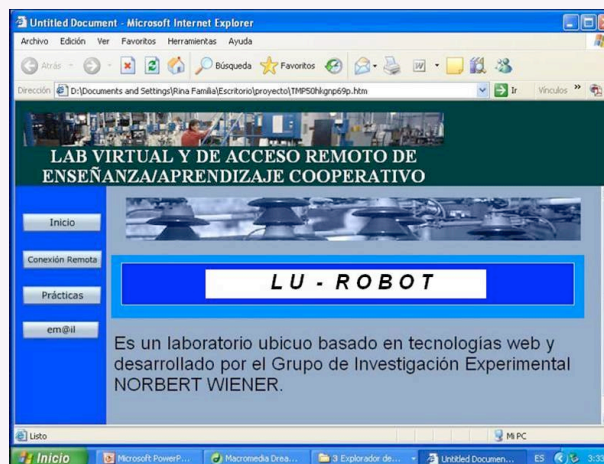 Untitled Document - Microsoft Internet Explorer
Archivo Edición Ver Favoritos Herramientas Ayuda
Atrás Búsqueda Favoritos
Dirección D:\Documents and Settings\Rina Familia\Escritorio\proyecto\TMP50hkgnp69p.htm Ir Vínculos »
LAB VIRTUAL Y DE ACCESO REMOTO DE
ENSEÑANZA/APRENDIZAJE COOPERATIVO
Inicio
Conexión Remota
Prácticas
em@il
LU - ROBOT
Es un laboratorio ubicuo basado en tecnologías web y
desarrollado por el Grupo de Investigación Experimental
NORBERT WIENER.
Listo Mi PC
Inicio Microsoft PowerP... Macromedia Drea... 3 Explorador de... Untitled Documen... ES 3:33